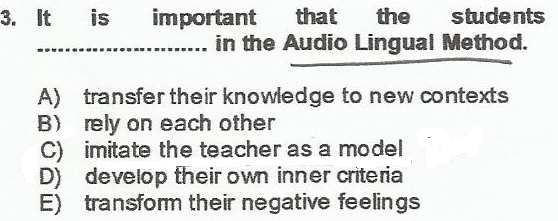 3. It is important that the students
.......................... in the Audio Lingual Method.
A) transfer their knowledge to new contexts
B) rely on each other
C) imitate the teacher as a model
D) develop their own inner criteria
E) transform their negative feelings